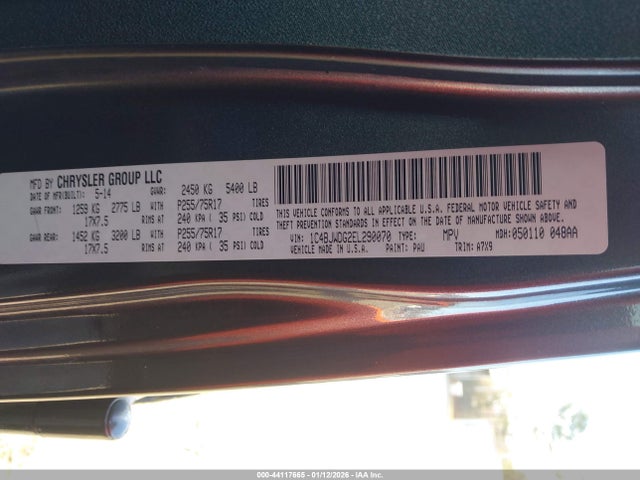 MFD BY CHRYSLER GROUP LLC
DATE OF MFR(BUILT): 5-14 GVWR: 2450 KG 5400 LB
GAWR FRONT: 1259 KG 2775 LB WITH P255/75R17 TIRES
17X7.5 RIMS AT 240 KPA ( 35 PSI) COLD
GAWR REAR: 1452 KG 3200 LB WITH P255/75R17 TIRES
17X7.5 RIMS AT 240 KPA ( 35 PSI) COLD
THIS VEHICLE CONFORMS TO ALL APPLICABLE U.S.A. FEDERAL MOTOR VEHICLE SAFETY AND
THEFT PREVENTION STANDARDS IN EFFECT ON THE DATE OF MANUFACTURE SHOWN ABOVE.
VIN: 1C4BJWDG2EL290070 TYPE: MPV MDH: 050110 048AA
VEHICLE MADE IN U.S.A. PAINT: PAU TRIM: A7X9
000-44117665 - 01/12/2026 - IAAI.COM